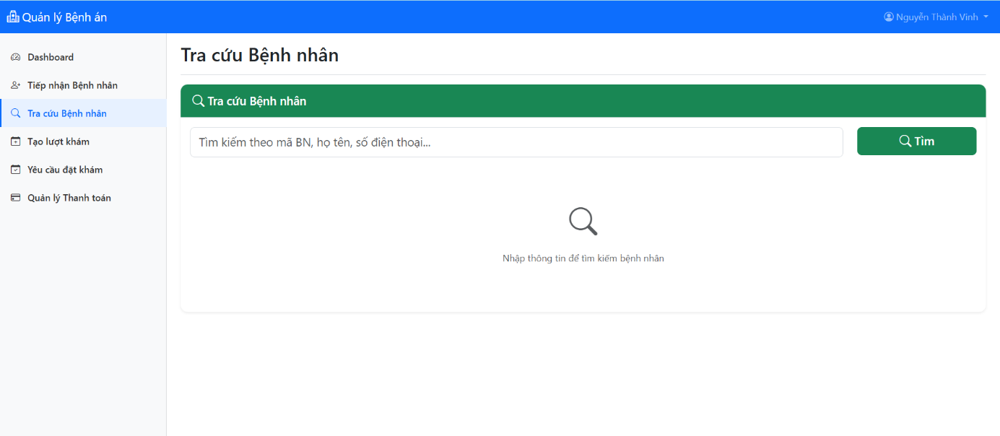 Quản lý Bệnh án
Nguyễn Thành Vinh
Dashboard
Tiếp nhận Bệnh nhân
Tra cứu Bệnh nhân
Tạo lượt khám
Yêu cầu đặt khám
Quản lý Thanh toán
Tra cứu Bệnh nhân
Tra cứu Bệnh nhân
Tìm kiếm theo mã BN, họ tên, số điện thoại...
Tìm
Nhập thông tin để tìm kiếm bệnh nhân